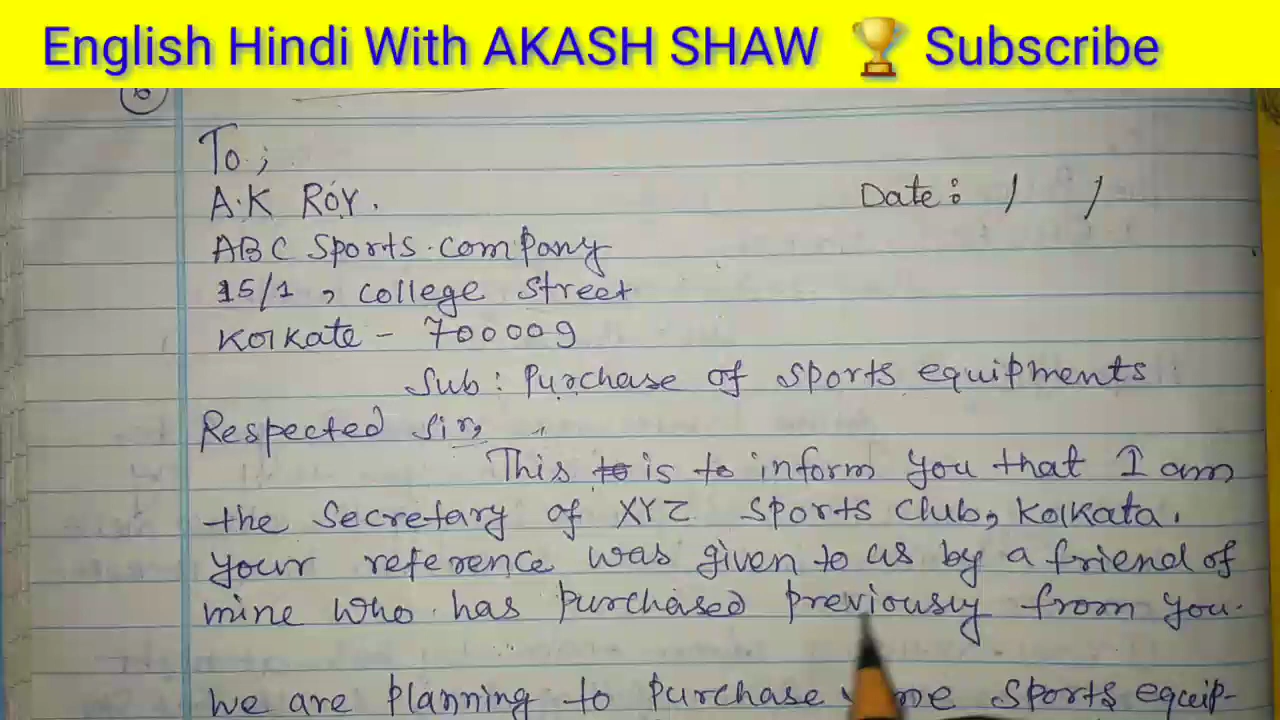 English Hindi With AKASH SHAW 🏆 Subscribe
To;
A.K ROY.
Date: / /
ABC Sports company
15/1, college street
Kolkate - 700009
Sub: Purchase of sports equipments
Respected Sir,
This to is to inform you that I am
the secretary of XYZ sports club, Kolkata.
Your reference was given to us by a friend of
mine who has purchased previously from you.
We are planning to purchase sports equip-